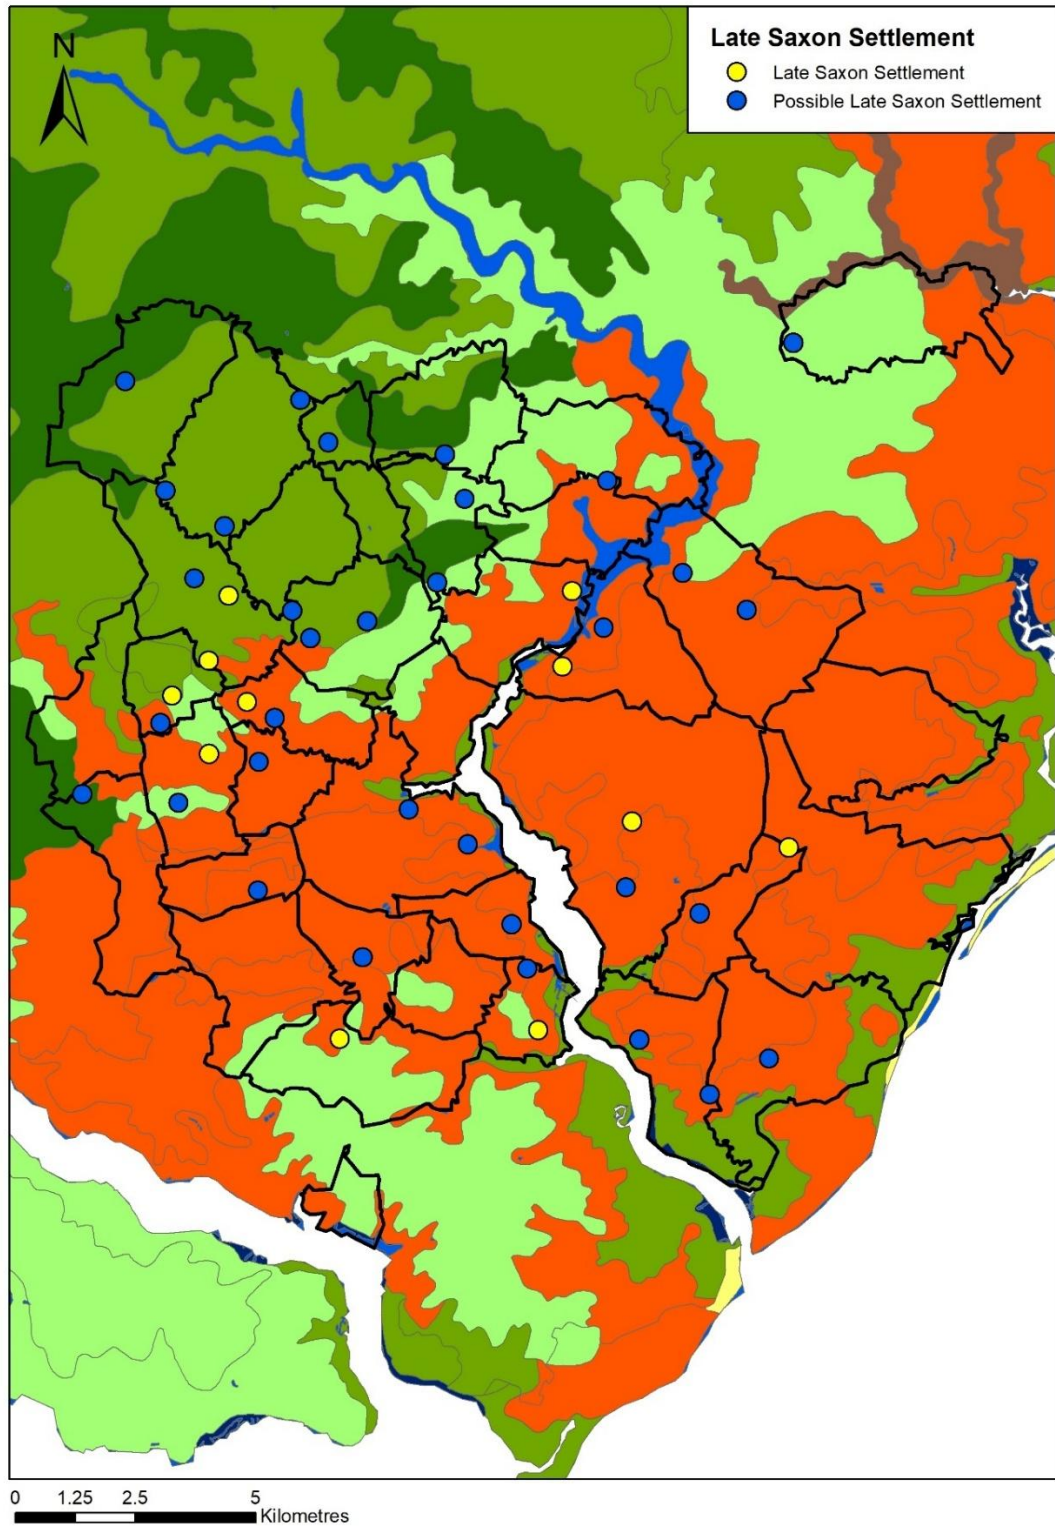 N
Late Saxon Settlement
Late Saxon Settlement
Possible Late Saxon Settlement
0 1.25 2.5 5
Kilometres